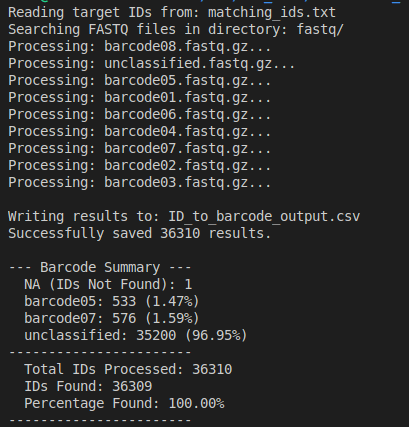 Reading target IDs from: matching_ids.txt
Searching FASTQ files in directory: fastq/
Processing: barcode08.fastq.gz...
Processing: unclassified.fastq.gz...
Processing: barcode05.fastq.gz...
Processing: barcode01.fastq.gz...
Processing: barcode06.fastq.gz...
Processing: barcode04.fastq.gz...
Processing: barcode07.fastq.gz...
Processing: barcode02.fastq.gz...
Processing: barcode03.fastq.gz...

Writing results to: ID_to_barcode_output.csv
Successfully saved 36310 results.

--- Barcode Summary ---
  NA (IDs Not Found): 1
  barcode05: 533 (1.47%)
  barcode07: 576 (1.59%)
  unclassified: 35200 (96.95%)
-----------------------
  Total IDs Processed: 36310
  IDs Found: 36309
  Percentage Found: 100.00%
-----------------------